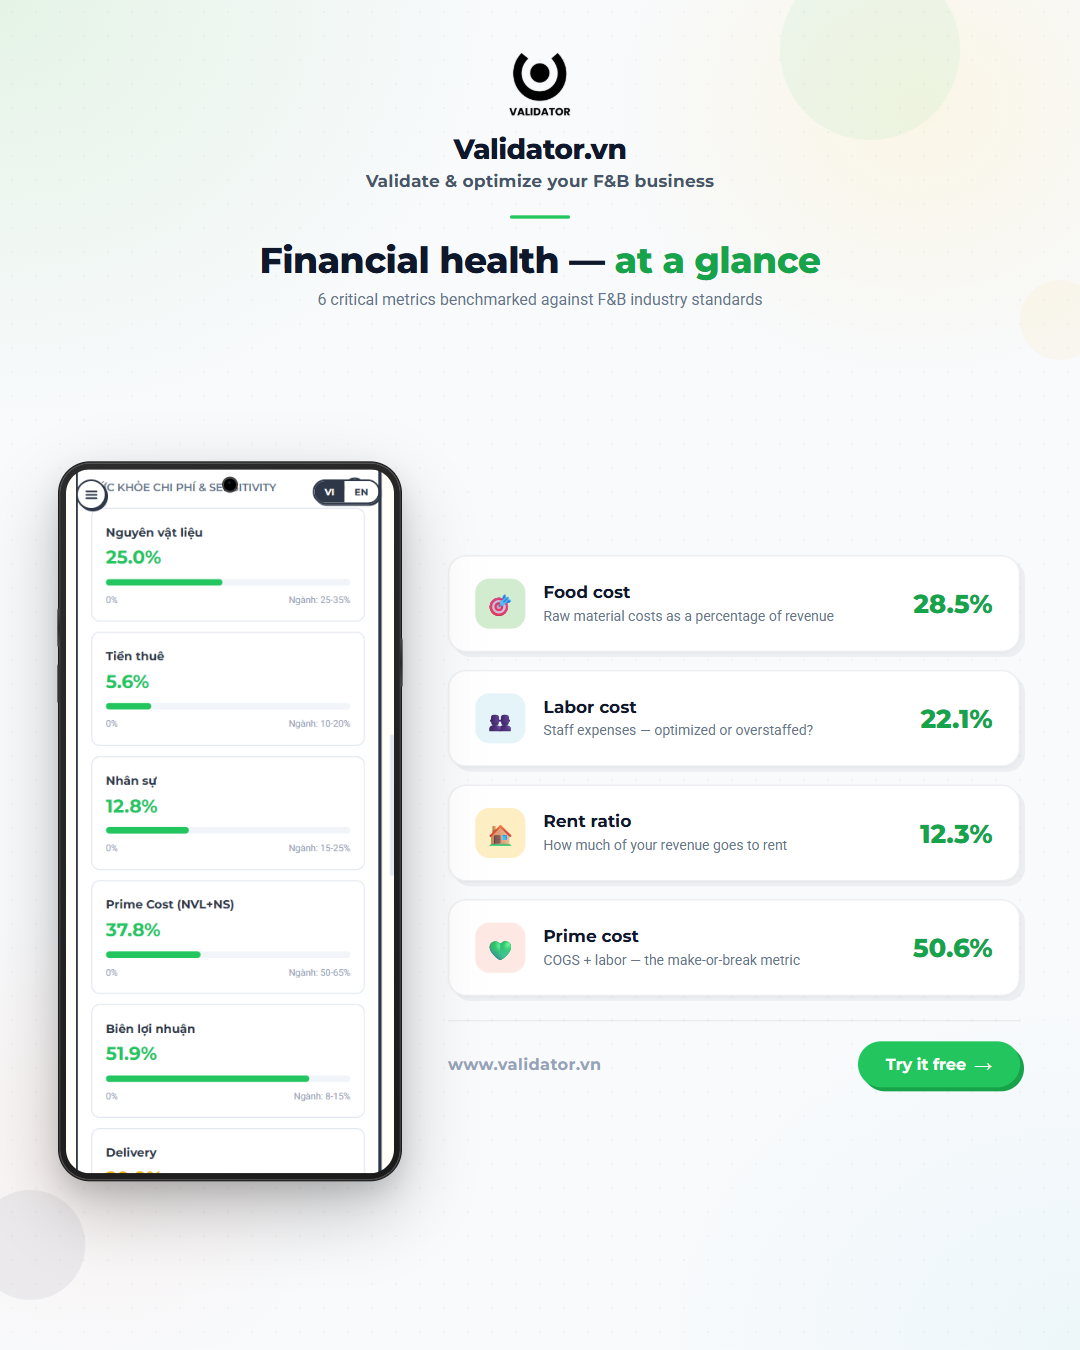 VALIDATOR
Validator.vn
Validate & optimize your F&B business
Financial health — at a glance
6 critical metrics benchmarked against F&B industry standards
KHỎE CHI PHÍ & SENSITIVITY
VI EN
Nguyên vật liệu
25.0%
0% Ngành: 25-35%
Tiền thuê
5.6%
0% Ngành: 10-20%
Nhân sự
12.8%
0% Ngành: 15-25%
Prime Cost (NVL+NS)
37.8%
0% Ngành: 50-65%
Biên lợi nhuận
51.9%
0% Ngành: 8-15%
Delivery
Food cost
Raw material costs as a percentage of revenue
28.5%
Labor cost
Staff expenses — optimized or overstaffed?
22.1%
Rent ratio
How much of your revenue goes to rent
12.3%
Prime cost
COGS + labor — the make-or-break metric
50.6%
www.validator.vn
Try it free →